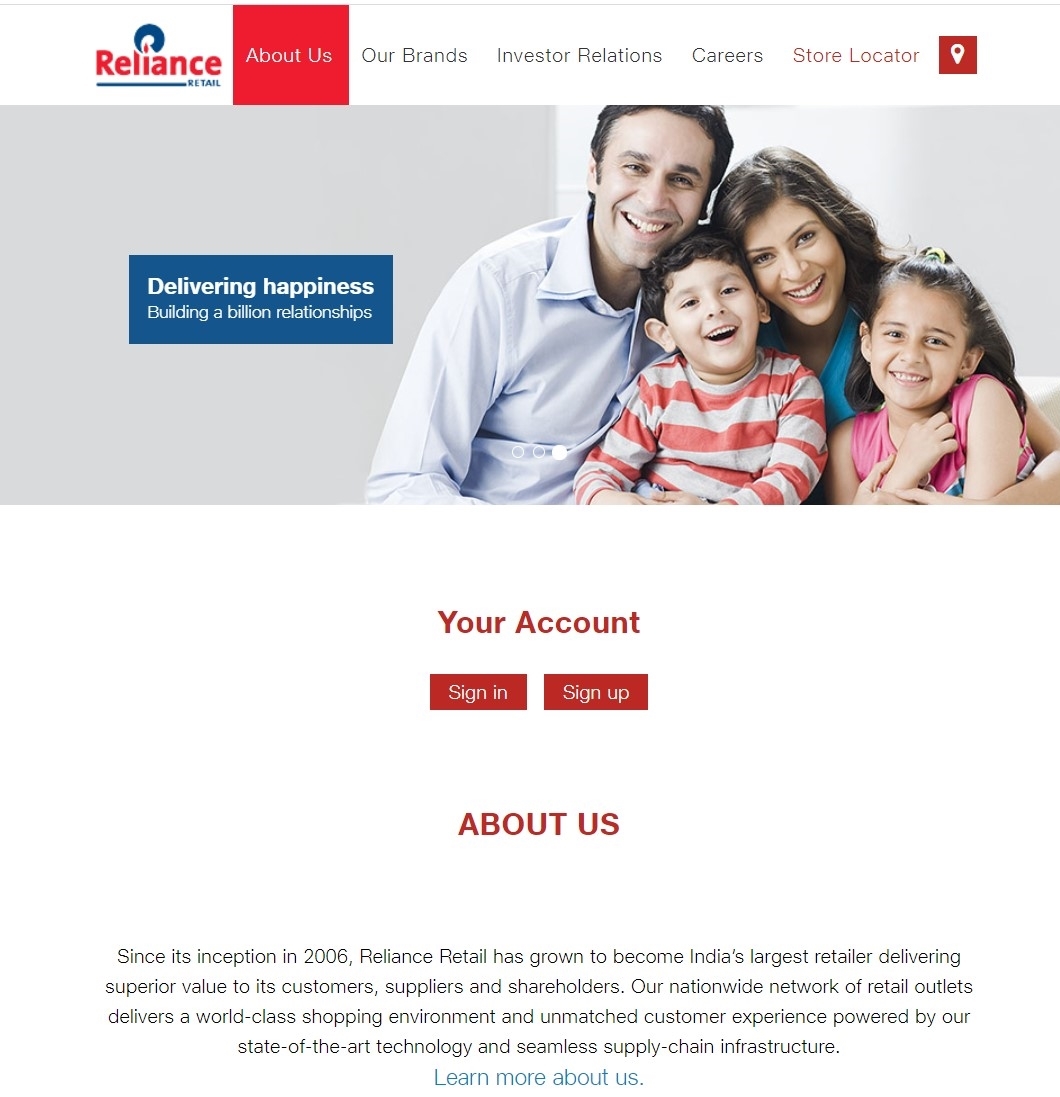 Reliance
RETAIL
About Us
Our Brands
Investor Relations
Careers
Store Locator
Delivering happiness
Building a billion relationships
Your Account
Sign in
Sign up
ABOUT US
Since its inception in 2006, Reliance Retail has grown to become India’s largest retailer delivering
superior value to its customers, suppliers and shareholders. Our nationwide network of retail outlets
delivers a world-class shopping environment and unmatched customer experience powered by our
state-of-the-art technology and seamless supply-chain infrastructure.
Learn more about us.